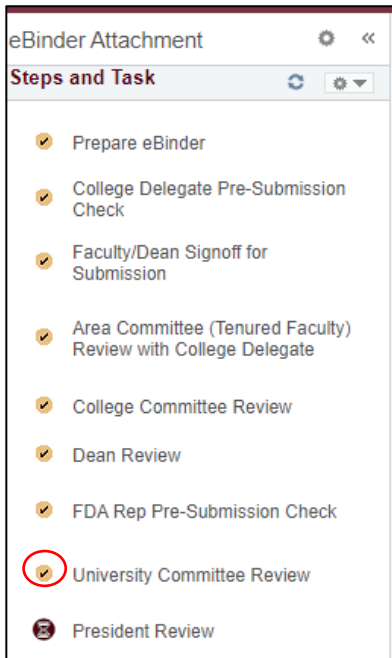 eBinder Attachment
Steps and Task
Prepare eBinder
College Delegate Pre-Submission
Check
Faculty/Dean Signoff for
Submission
Area Committee (Tenured Faculty)
Review with College Delegate
College Committee Review
Dean Review
FDA Rep Pre-Submission Check
University Committee Review
President Review